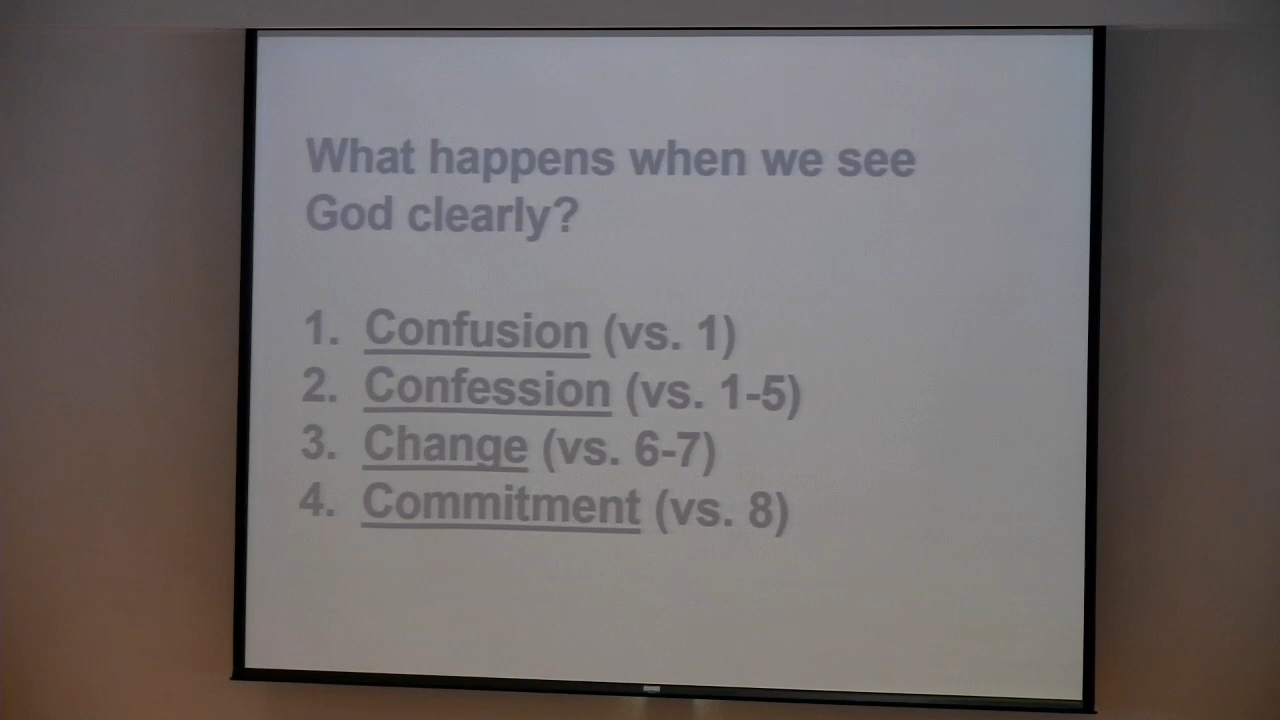 What happens when we see
God clearly?
1. Confusion (vs. 1)
2. Confession (vs. 1-5)
3. Change (vs. 6-7)
4. Commitment (vs. 8)